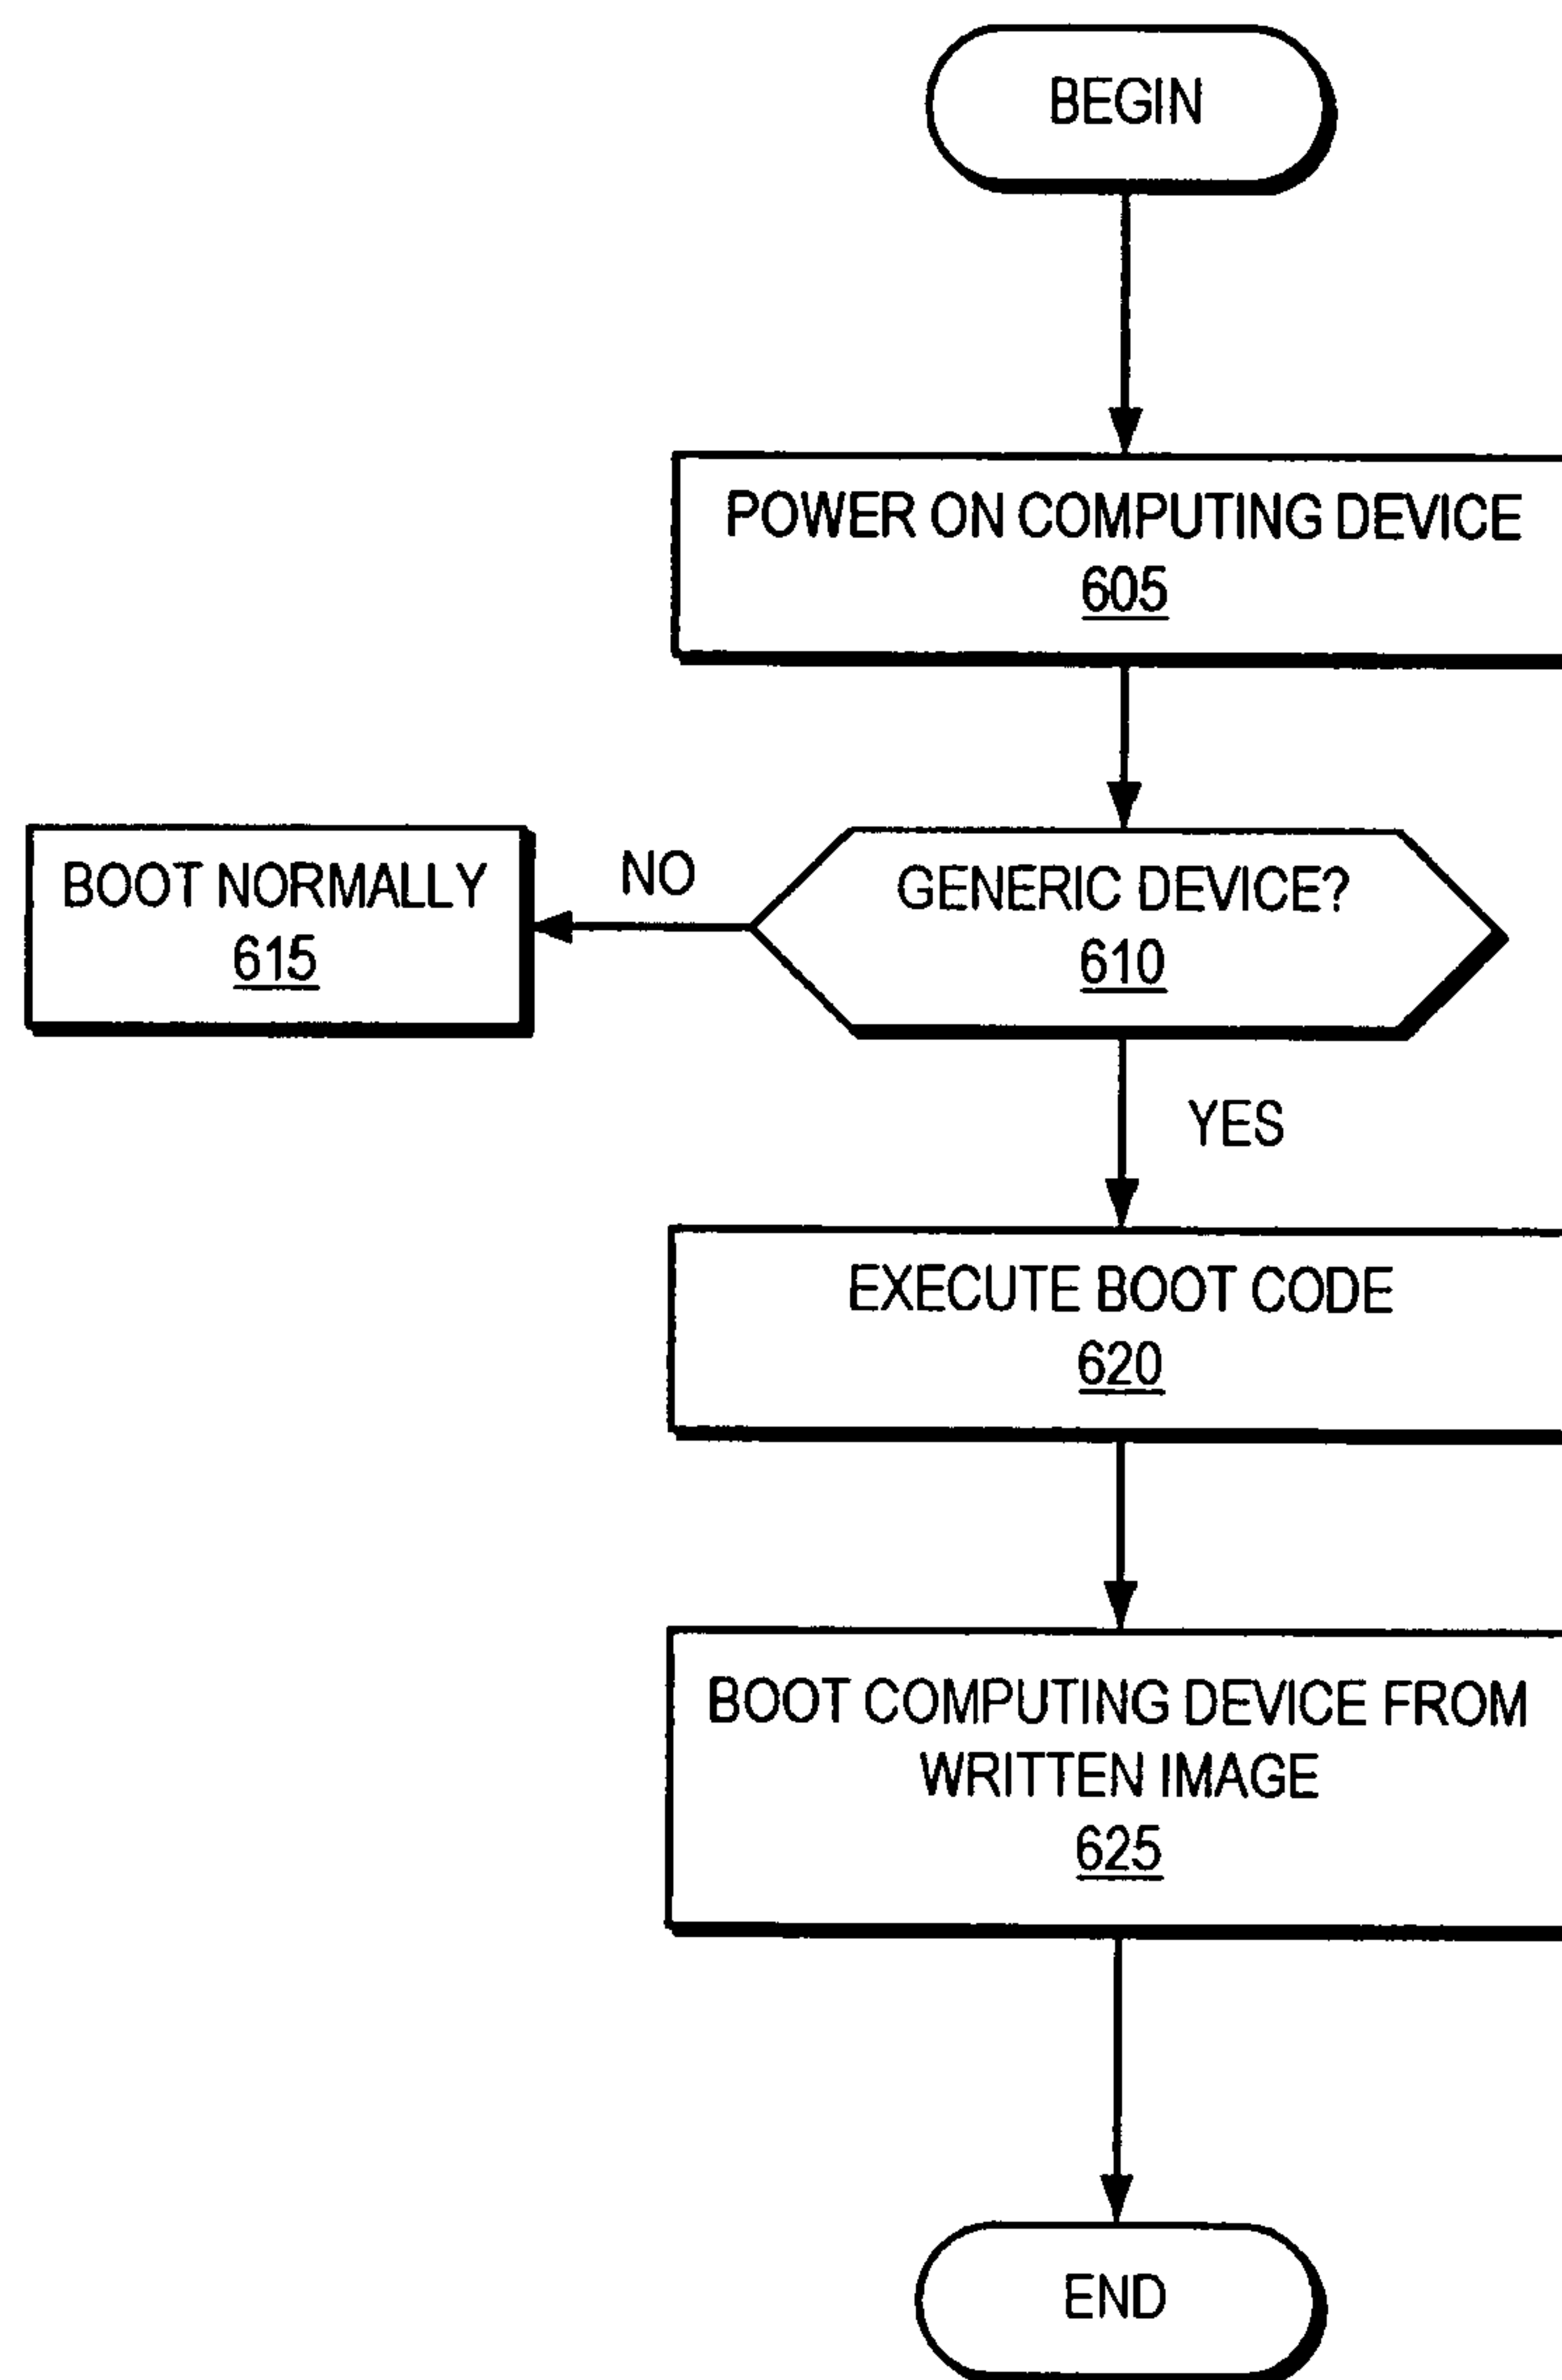 BEGIN
POWER ON COMPUTING DEVICE
605
GENERIC DEVICE?
610
NO
BOOT NORMALLY
615
YES
EXECUTE BOOT CODE
620
BOOT COMPUTING DEVICE FROM
WRITTEN IMAGE
625
END